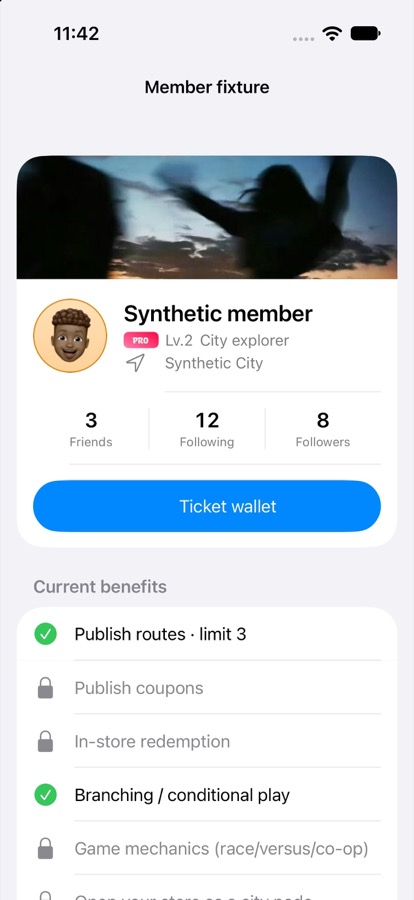 11:42
Member fixture
Synthetic member
PRO Lv.2 City explorer
Synthetic City
3 12 8
Friends Following Followers
Ticket wallet
Current benefits
Publish routes · limit 3
Publish coupons
In-store redemption
Branching / conditional play
Game mechanics (race/versus/co-op)